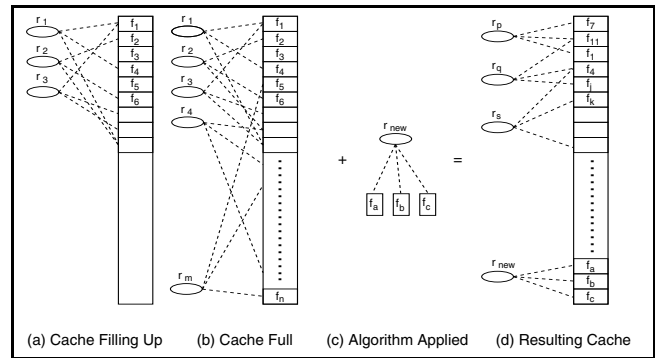 r1
r2
r3
f1
f2
f3
f4
f5
f6
(a) Cache Filling Up
r1
r2
r3
r4
rm
f1
f2
f3
f4
f5
f6
fn
(b) Cache Full
+
rnew
fa fb fc
=
(c) Algorithm Applied
rp
rq
rs
rnew
f7
f11
f1
f4
fj
fk
fa
fb
fc
(d) Resulting Cache